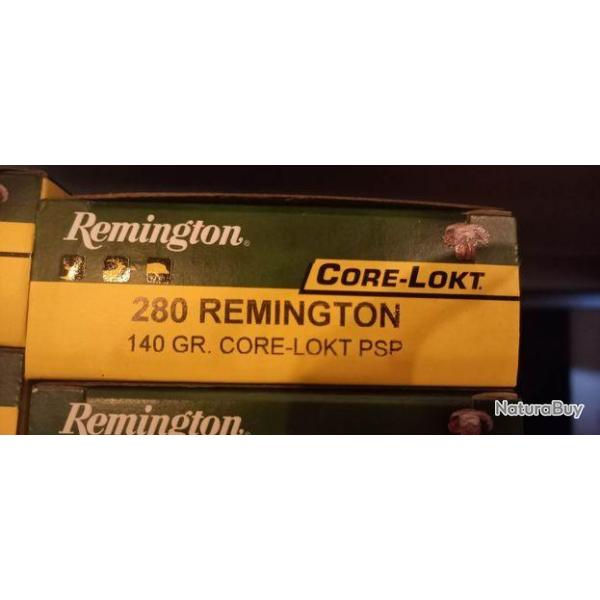 Remington®
CORE-LOKT
280 REMINGTON
140 GR. CORE-LOKT PSP
Remington
NaturaBuy